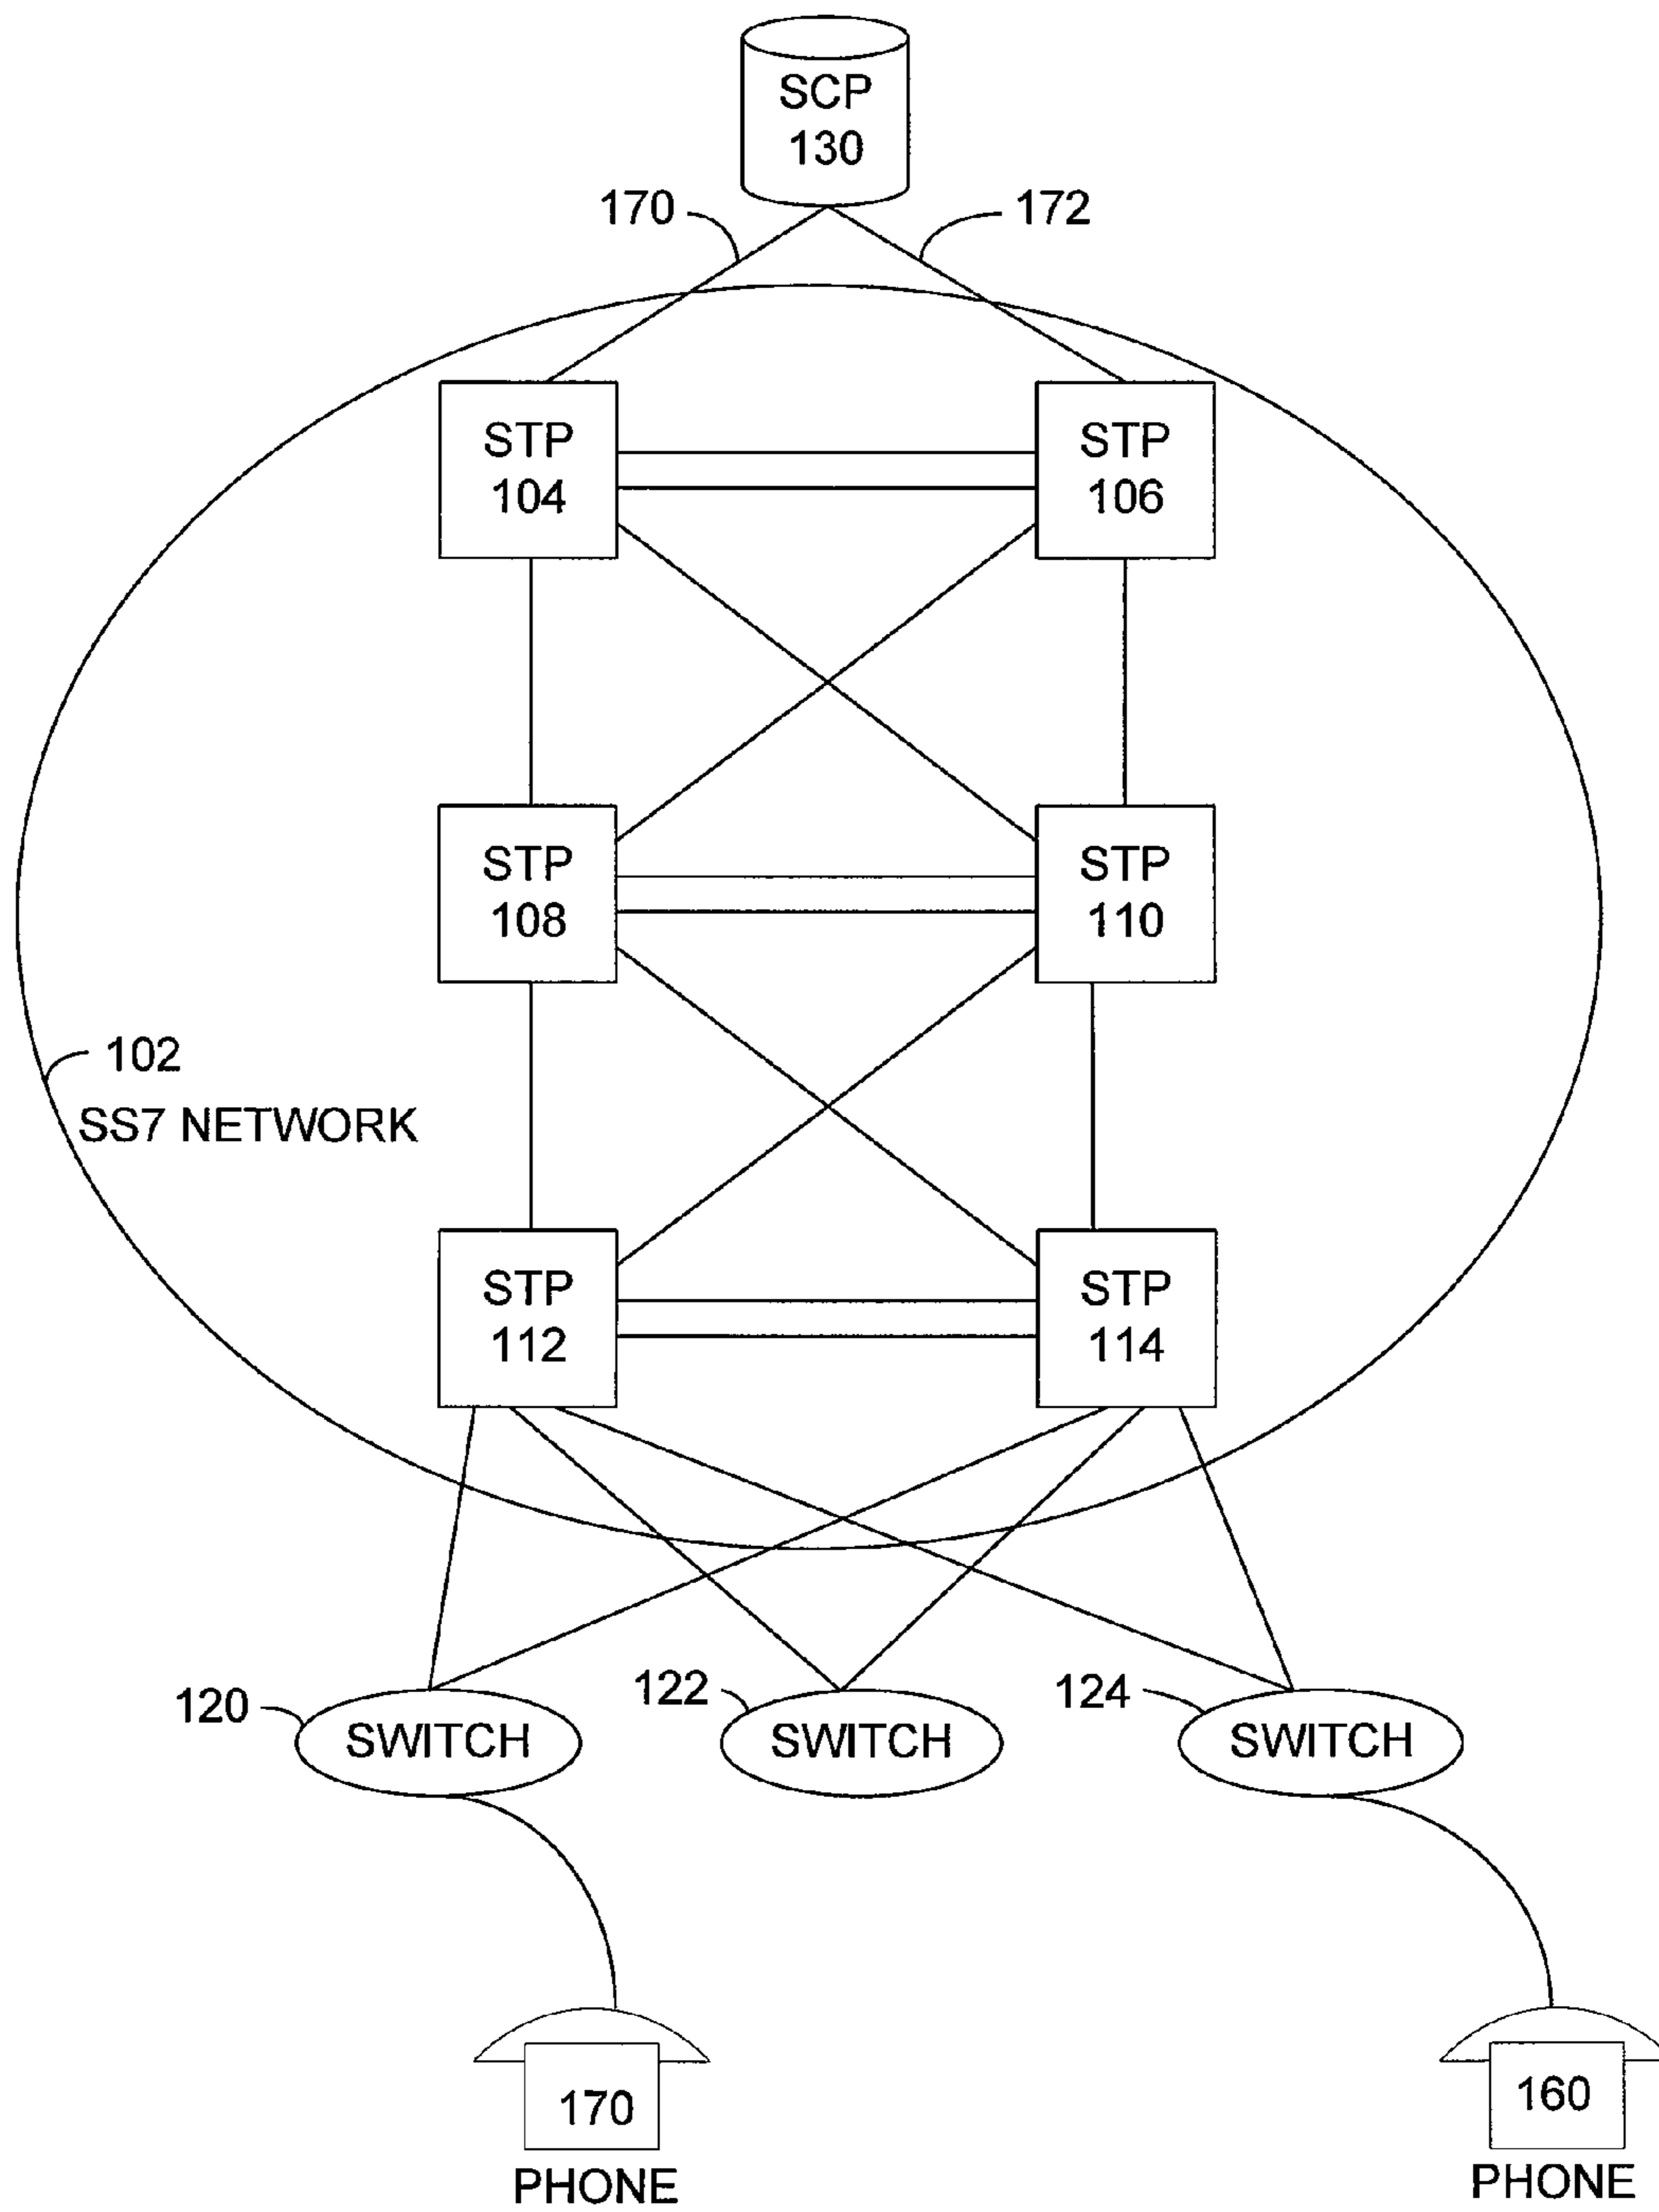 SCP
130
170
172
STP
104
STP
106
STP
108
STP
110
102
SS7 NETWORK
STP
112
STP
114
120
SWITCH
122
SWITCH
124
SWITCH
170
PHONE
160
PHONE